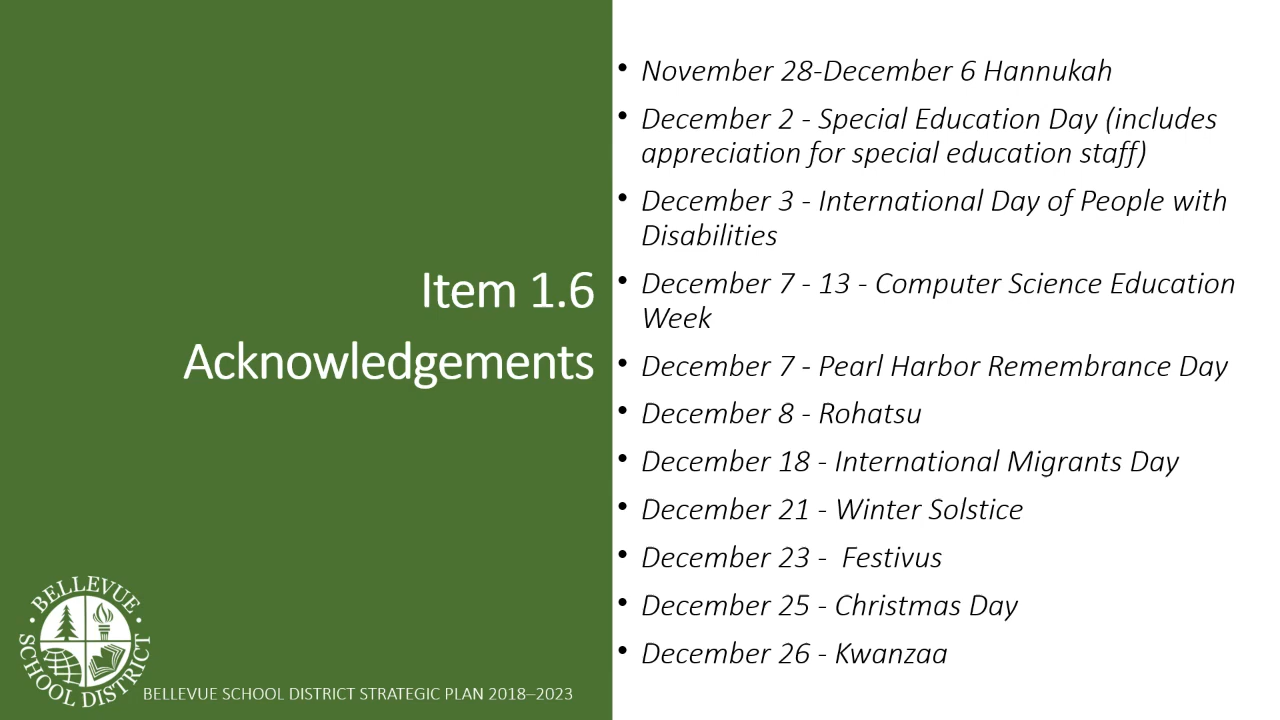 Item 1.6
Acknowledgements
• November 28-December 6 Hannukah
• December 2 - Special Education Day (includes
appreciation for special education staff)
• December 3 - International Day of People with
Disabilities
• December 7 - 13 - Computer Science Education
Week
• December 7 - Pearl Harbor Remembrance Day
• December 8 - Rohatsu
• December 18 - International Migrants Day
• December 21 - Winter Solstice
• December 23 -  Festivus
• December 25 - Christmas Day
• December 26 - Kwanzaa
• BELLEVUE •
SCHOOL DISTRICT
BELLEVUE SCHOOL DISTRICT STRATEGIC PLAN 2018–2023